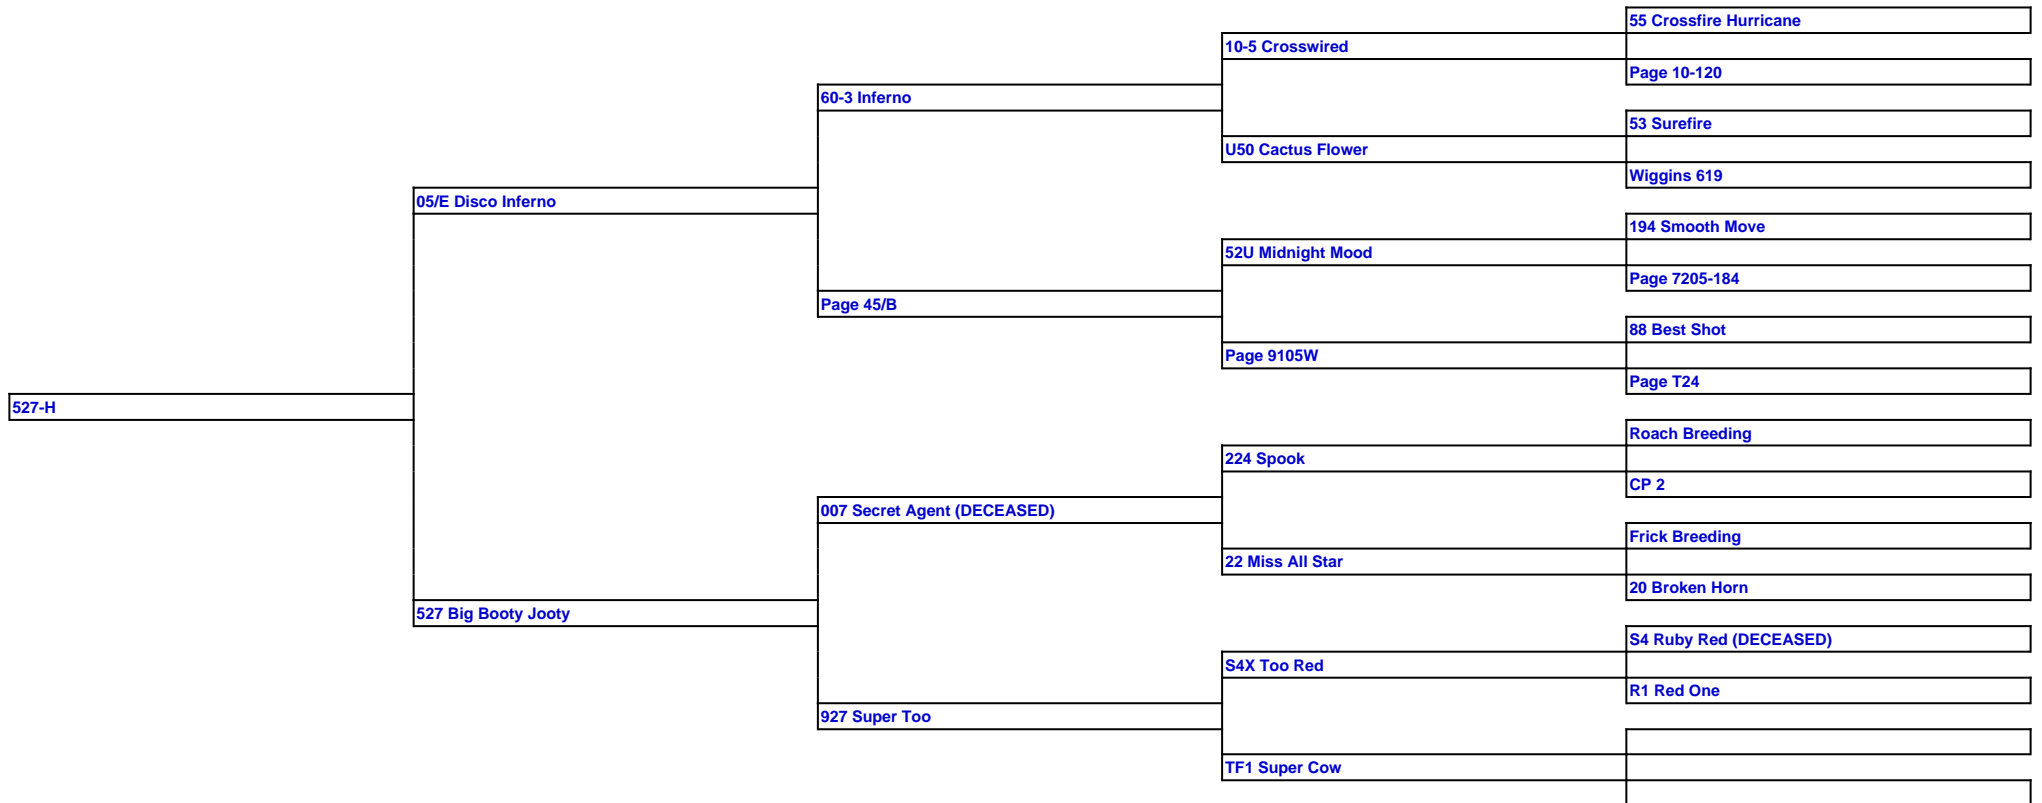 55 Crossfire Hurricane
10-5 Crosswired
Page 10-120
60-3 Inferno
53 Surefire
U50 Cactus Flower
Wiggins 619
05/E Disco Inferno
194 Smooth Move
52U Midnight Mood
Page 7205-184
Page 45/B
88 Best Shot
Page 9105W
Page T24
527-H
Roach Breeding
224 Spook
CP 2
007 Secret Agent (DECEASED)
Frick Breeding
22 Miss All Star
20 Broken Horn
527 Big Booty Jooty
S4 Ruby Red (DECEASED)
S4X Too Red
R1 Red One
927 Super Too
TF1 Super Cow